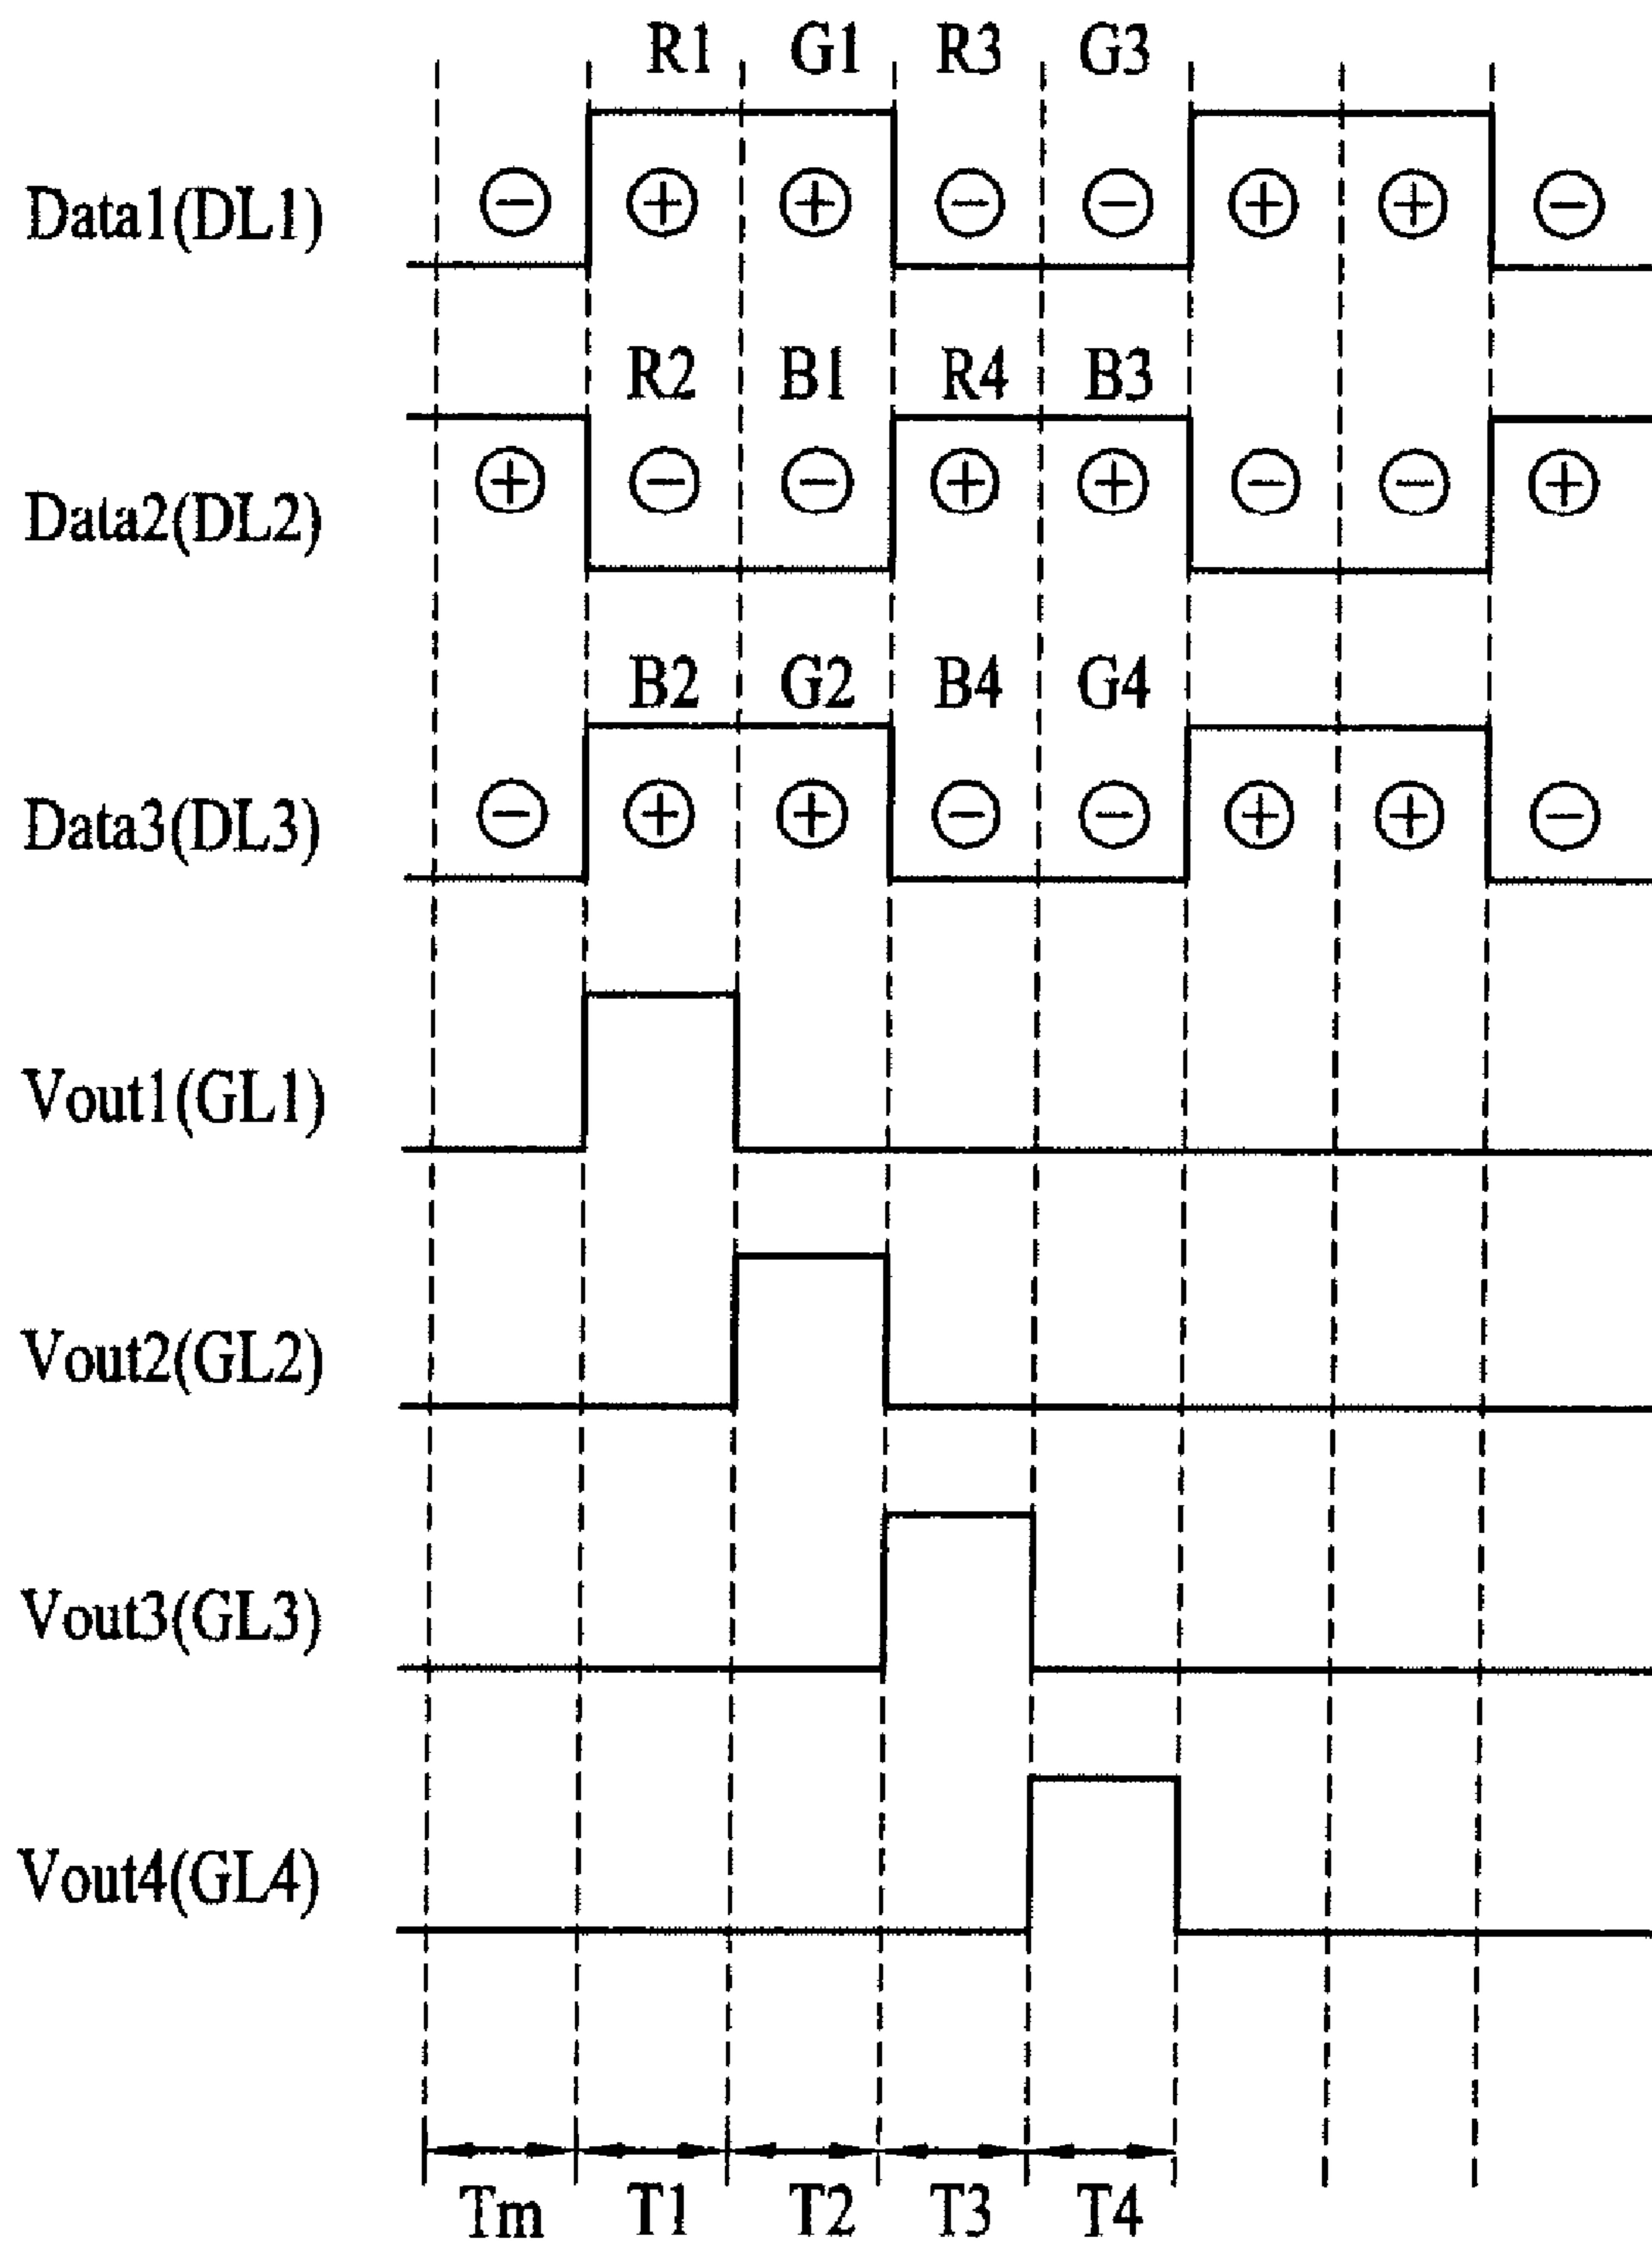 R1 G1 R3 G3
Data1(DL1) ⊖ ⊕ ⊕ ⊖ ⊖ ⊕ ⊕ ⊖
R2 B1 R4 B3
Data2(DL2) ⊕ ⊖ ⊖ ⊕ ⊕ ⊖ ⊖ ⊕
B2 G2 B4 G4
Data3(DL3) ⊖ ⊕ ⊕ ⊖ ⊖ ⊕ ⊕ ⊖
Vout1(GL1)
Vout2(GL2)
Vout3(GL3)
Vout4(GL4)
Tm T1 T2 T3 T4